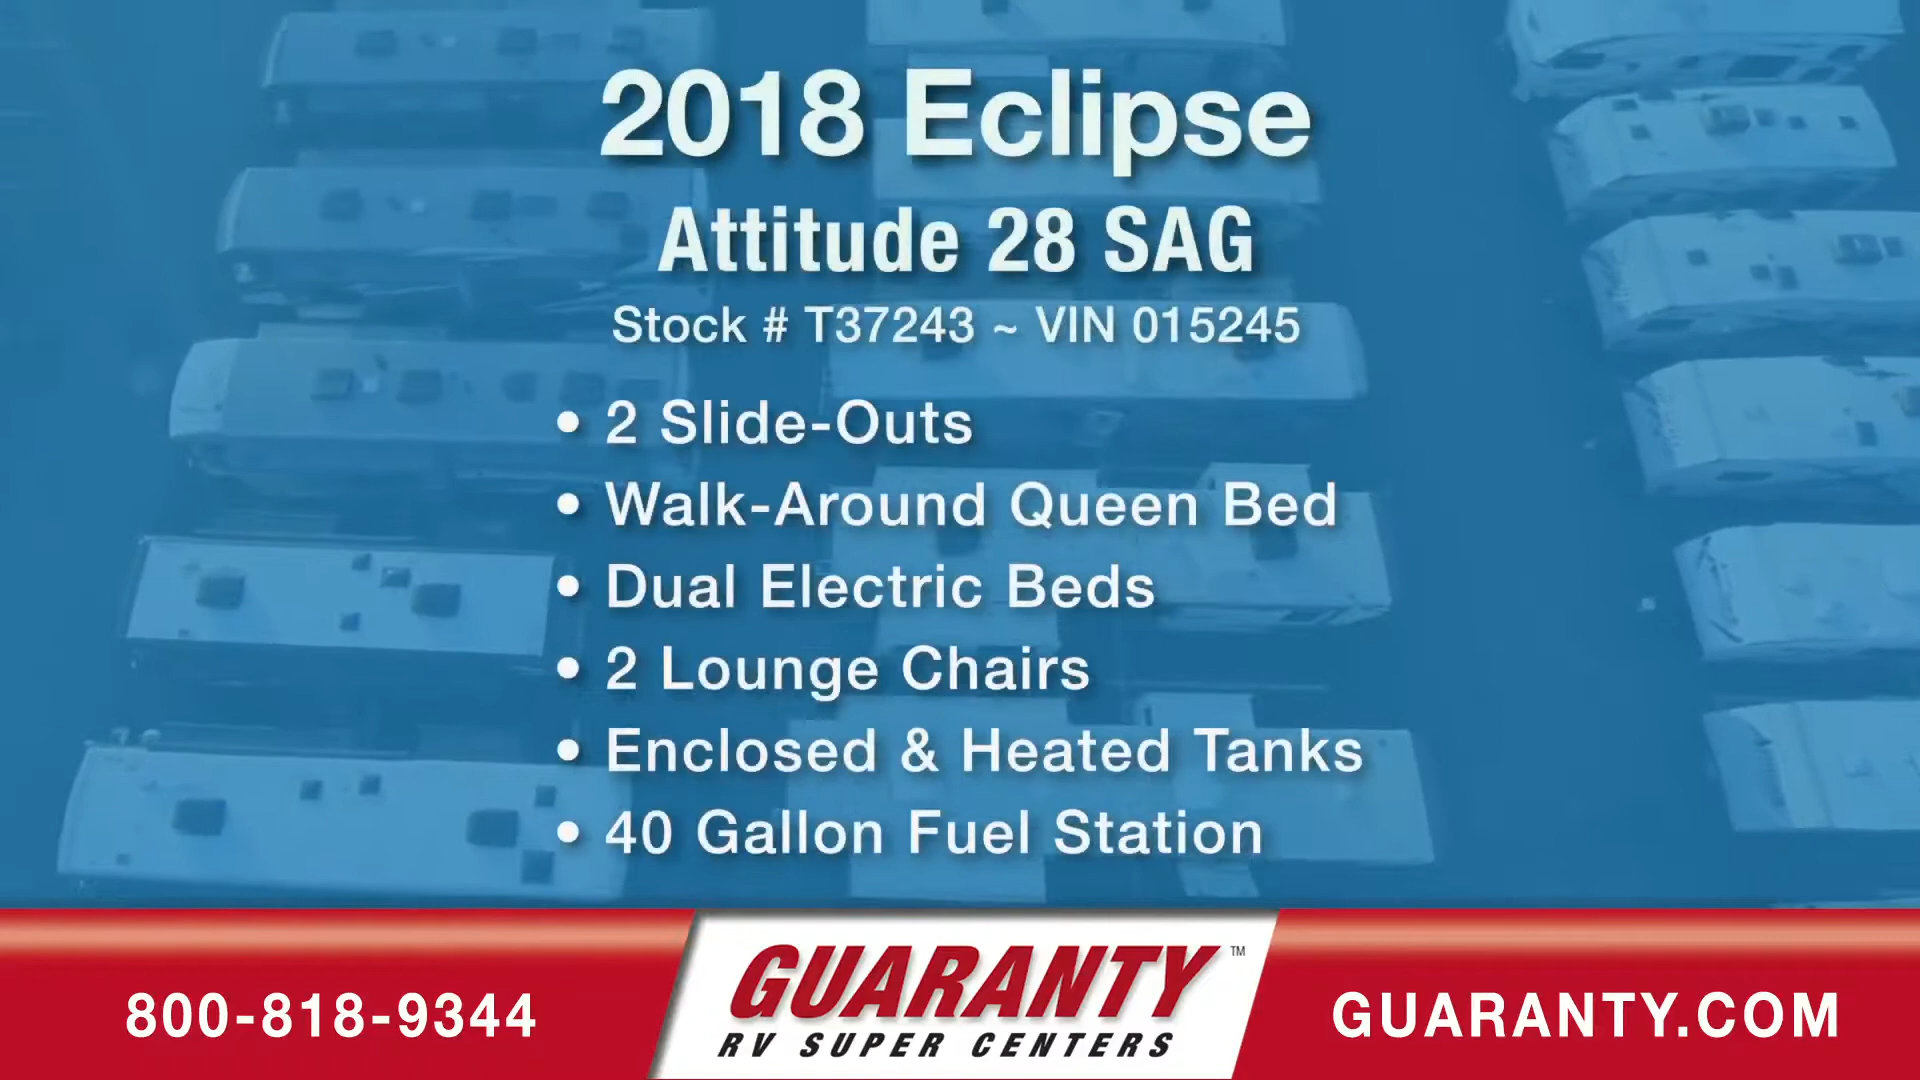 2018 Eclipse
Attitude 28 SAG
Stock # T37243 ~ VIN 015245
• 2 Slide-Outs
• Walk-Around Queen Bed
• Dual Electric Beds
• 2 Lounge Chairs
• Enclosed & Heated Tanks
• 40 Gallon Fuel Station
800-818-9344
GUARANTY™
RV SUPER CENTERS
GUARANTY.COM